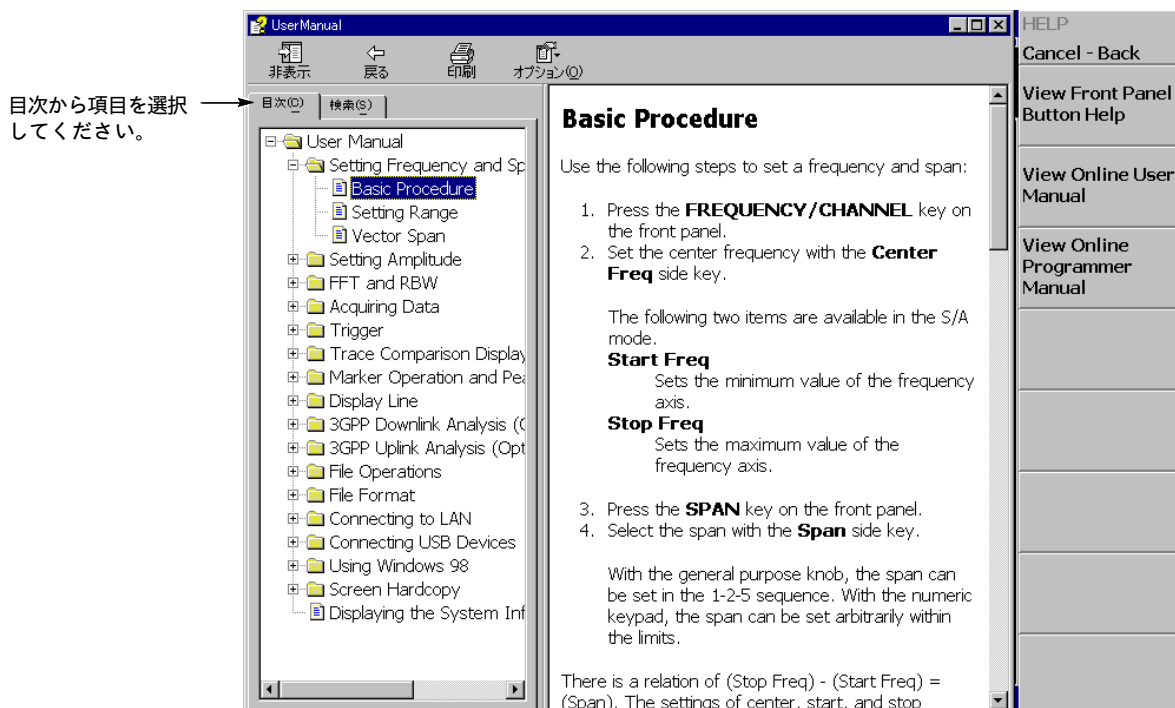 目次から項目を選択
してください。
UserManual
非表示
戻る
印刷
オプション(O)
目次(C)
検索(S)
User Manual
Setting Frequency and Sp
Basic Procedure
Setting Range
Vector Span
Setting Amplitude
FFT and RBW
Acquiring Data
Trigger
Trace Comparison Display
Marker Operation and Pea
Display Line
3GPP Downlink Analysis (O
3GPP Uplink Analysis (Opt
File Operations
File Format
Connecting to LAN
Connecting USB Devices
Using Windows 98
Screen Hardcopy
Displaying the System Inf
Basic Procedure
Use the following steps to set a frequency and span:
1. Press the FREQUENCY/CHANNEL key on
the front panel.
2. Set the center frequency with the Center
Freq side key.
The following two items are available in the S/A
mode.
Start Freq
Sets the minimum value of the frequency
axis.
Stop Freq
Sets the maximum value of the
frequency axis.
3. Press the SPAN key on the front panel.
4. Select the span with the Span side key.
With the general purpose knob, the span can
be set in the 1-2-5 sequence. With the numeric
keypad, the span can be set arbitrarily within
the limits.
There is a relation of (Stop Freq) - (Start Freq) =
(Span). The settings of center, start, and stop
HELP
Cancel - Back
View Front Panel
Button Help
View Online User
Manual
View Online
Programmer
Manual